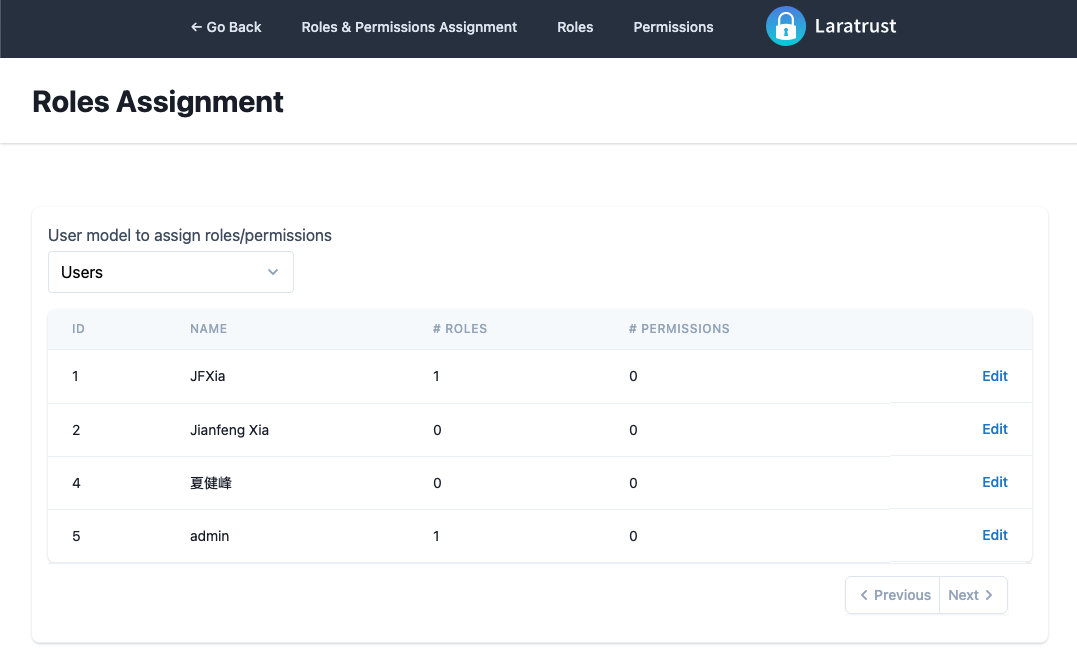 ← Go Back Roles & Permissions Assignment Roles Permissions Laratrust
Roles Assignment
User model to assign roles/permissions
Users
ID NAME # ROLES # PERMISSIONS
1 JFXia 1 0 Edit
2 Jianfeng Xia 0 0 Edit
4 夏健峰 0 0 Edit
5 admin 1 0 Edit
Previous Next